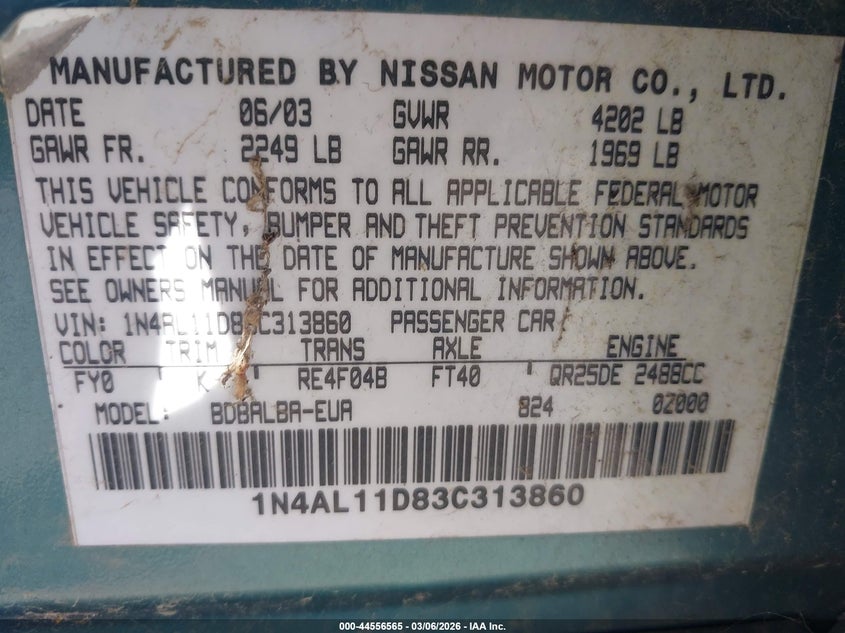 MANUFACTURED BY NISSAN MOTOR CO., LTD.
DATE 06/03 GVWR 4202 LB
GAWR FR. 2249 LB GAWR RR. 1969 LB
THIS VEHICLE CONFORMS TO ALL APPLICABLE FEDERAL MOTOR
VEHICLE SAFETY, BUMPER AND THEFT PREVENTION STANDARDS
IN EFFECT ON THE DATE OF MANUFACTURE SHOWN ABOVE.
SEE OWNERS MANUAL FOR ADDITIONAL INFORMATION.
VIN: 1N4AL11D83C313860 PASSENGER CAR
COLOR TRIM TRANS AXLE ENGINE
FY0 K RE4F04B FT40 QR25DE 2488CC
MODEL: BDBALBA-EUA 824 0Z000
1N4AL11D83C313860
000-44556565 — 03/06/2026 — IAA Inc.